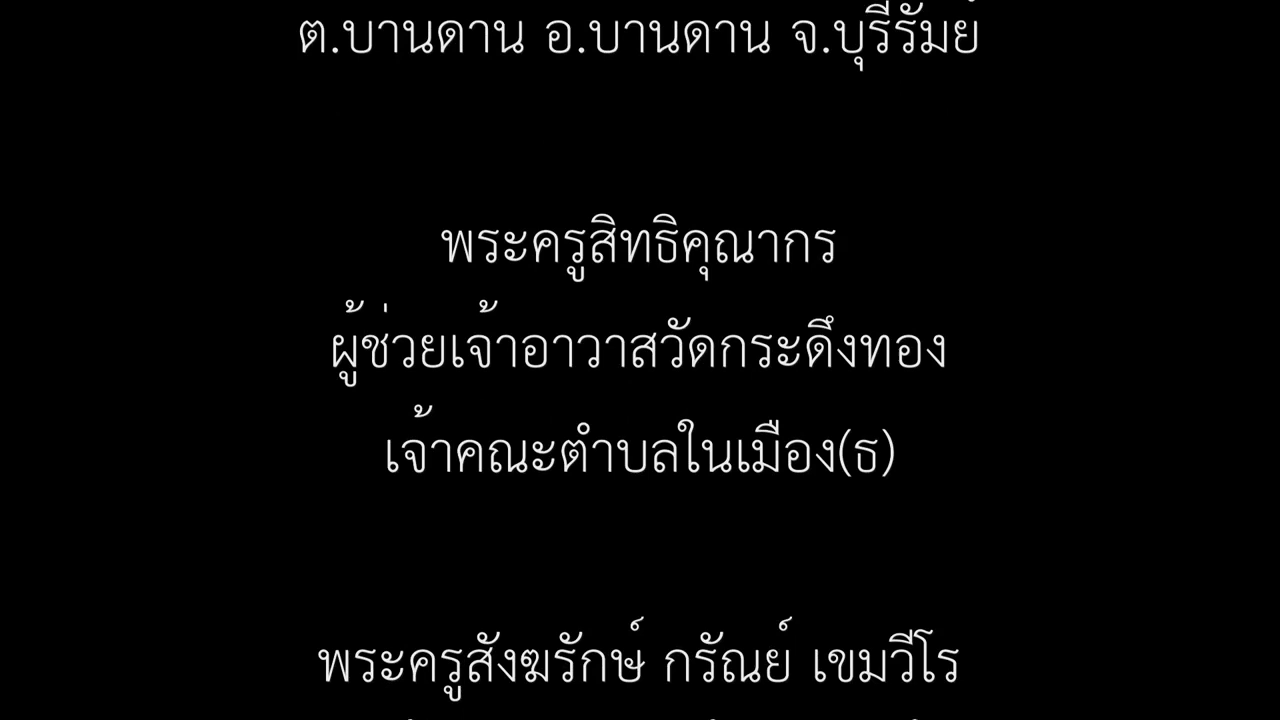 ต.บานดาน อ.บานดาน จ.บุรีรัมย์
พระครูสิทธิคุณากร
ผู้ช่วยเจ้าอาวาสวัดกระดึงทอง
เจ้าคณะตำบลในเมือง(ธ)
พระครูสังฆรักษ์ กรัณย์ เขมวีโร